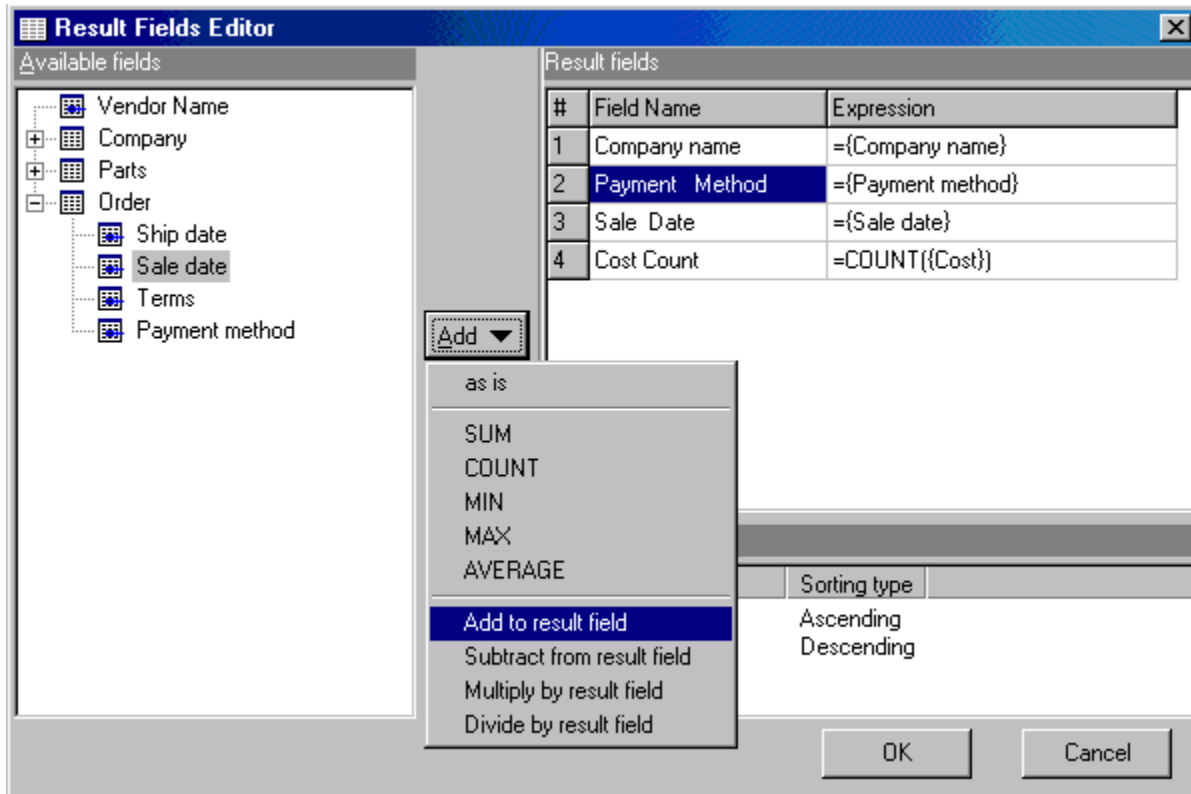 Result Fields Editor
Available fields
Vendor Name
Company
Parts
Order
Ship date
Sale date
Terms
Payment method
Add
as is
SUM
COUNT
MIN
MAX
AVERAGE
Add to result field
Subtract from result field
Multiply by result field
Divide by result field
Result fields
# Field Name Expression
1 Company name ={Company name}
2 Payment Method ={Payment method}
3 Sale Date ={Sale date}
4 Cost Count =COUNT({Cost})
Sorting type
Ascending
Descending
OK Cancel